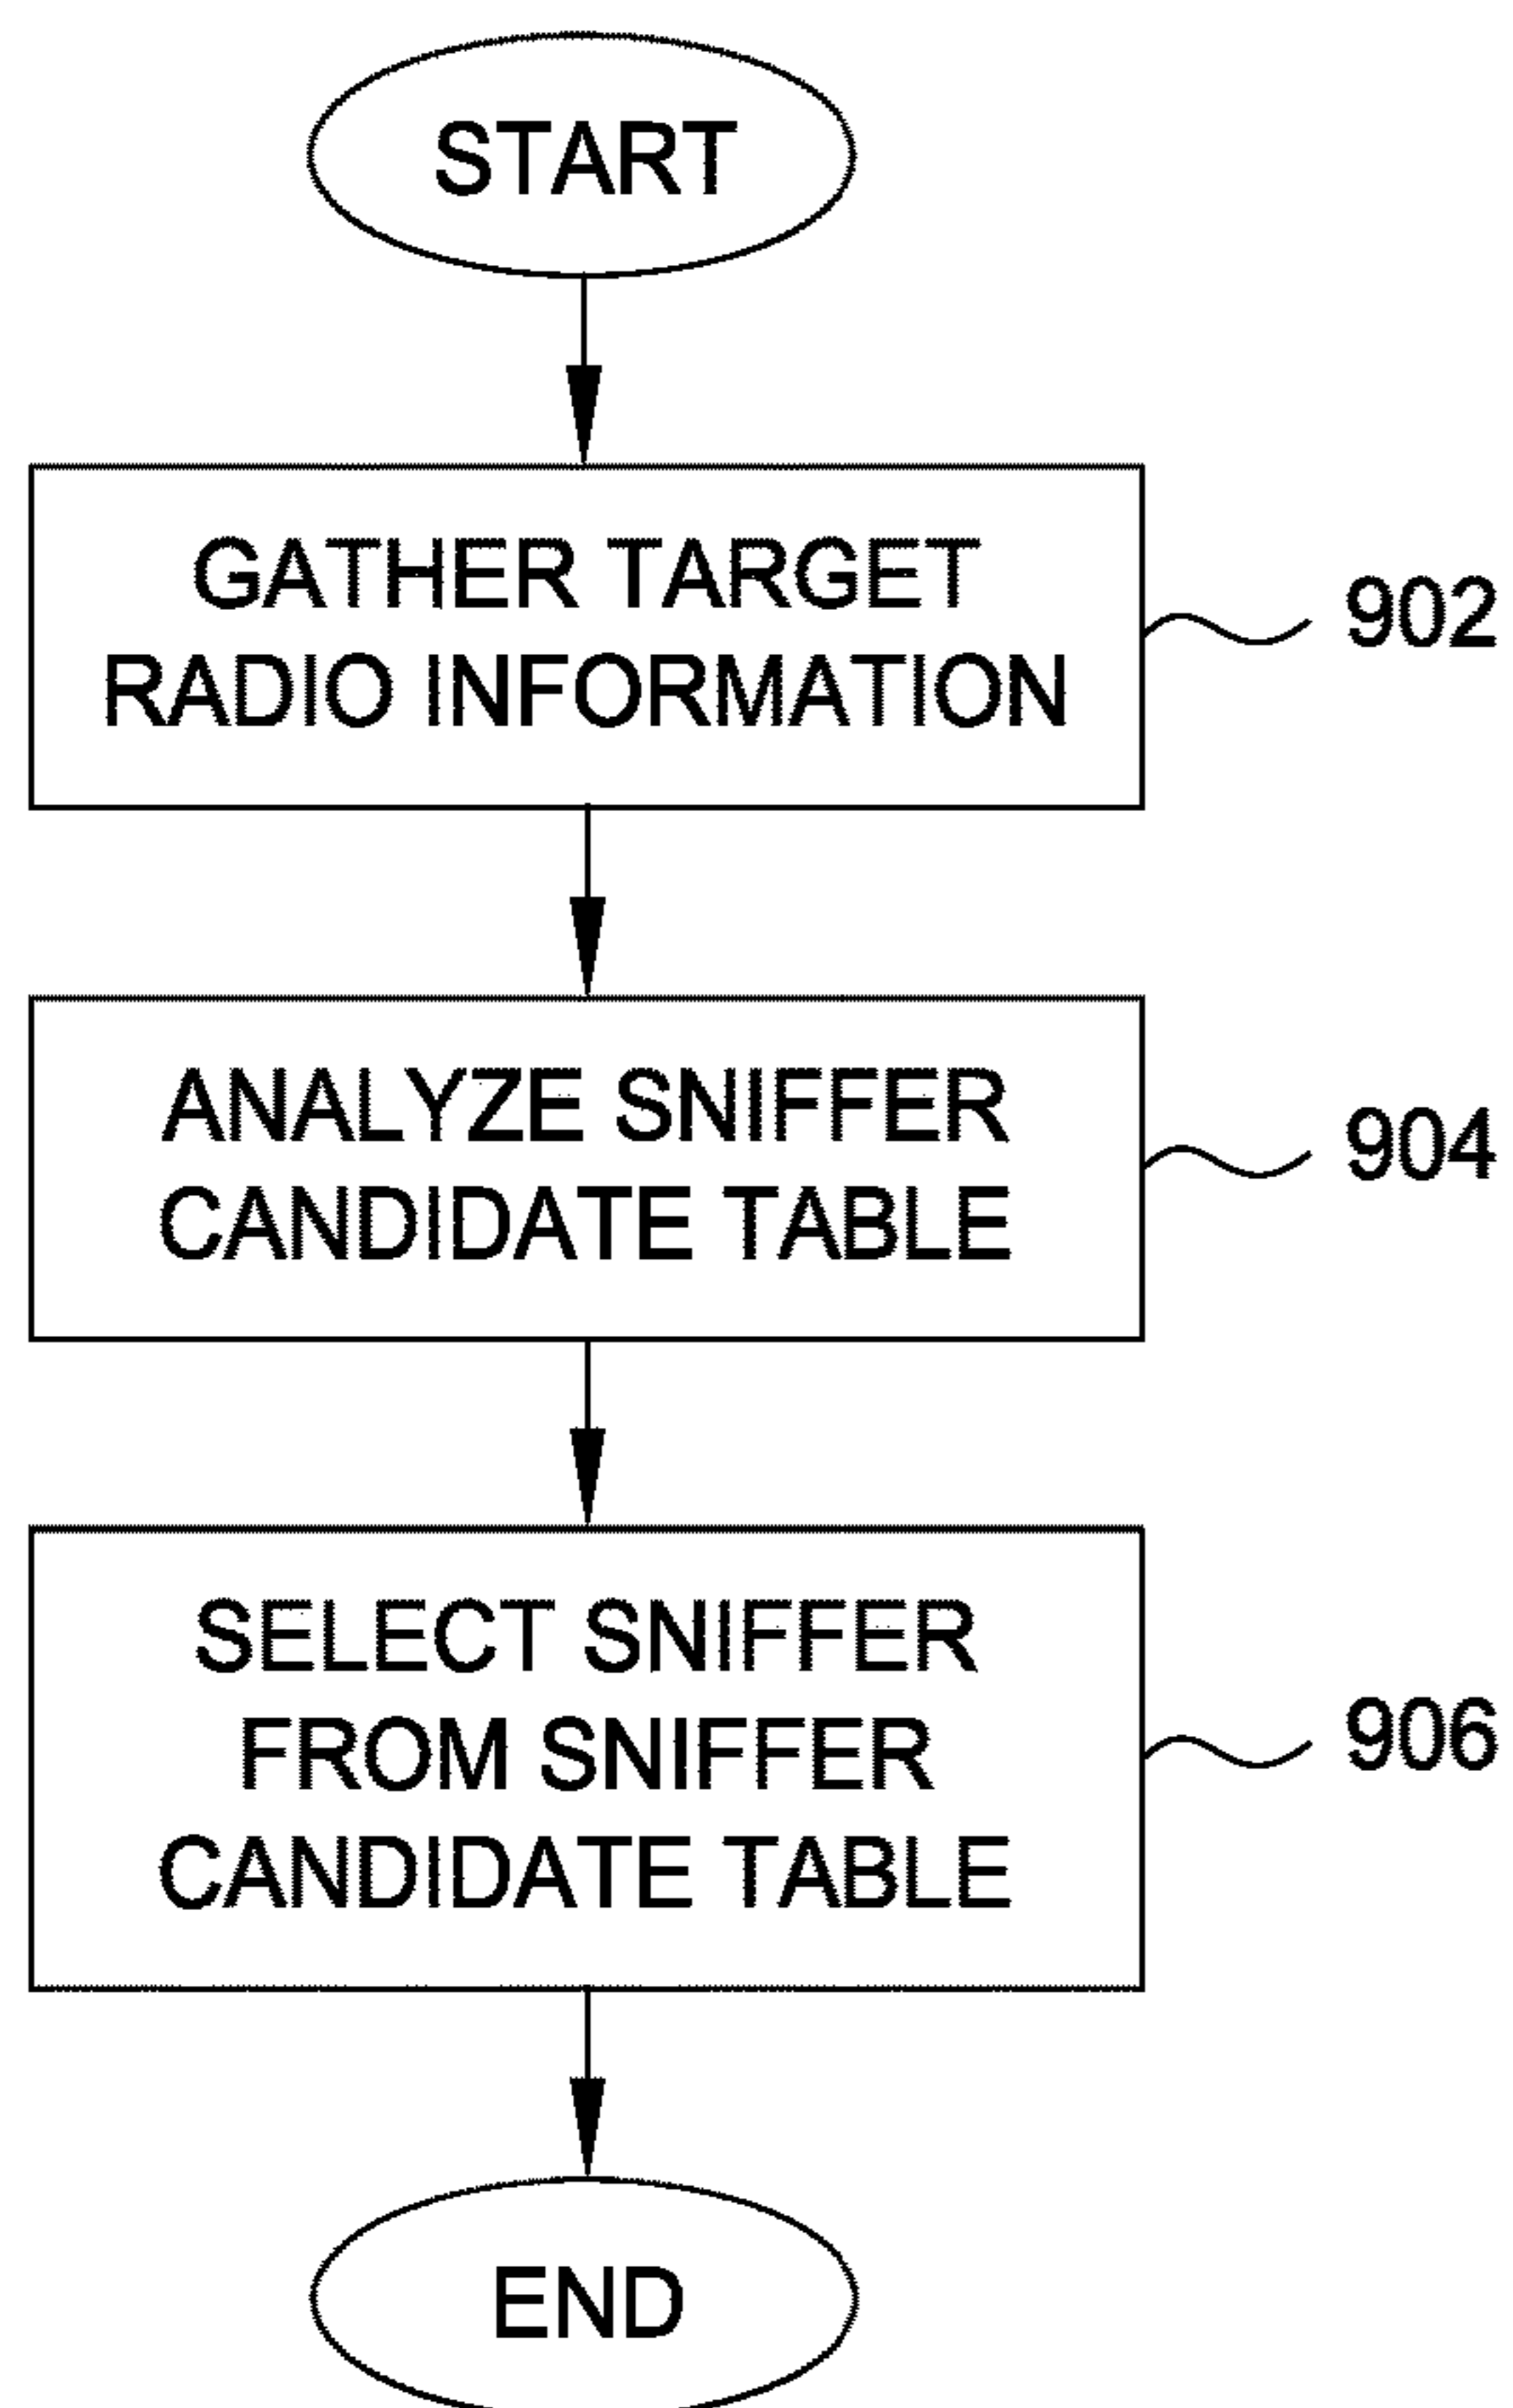 START
GATHER TARGET
RADIO INFORMATION
902
ANALYZE SNIFFER
CANDIDATE TABLE
904
SELECT SNIFFER
FROM SNIFFER
CANDIDATE TABLE
906
END